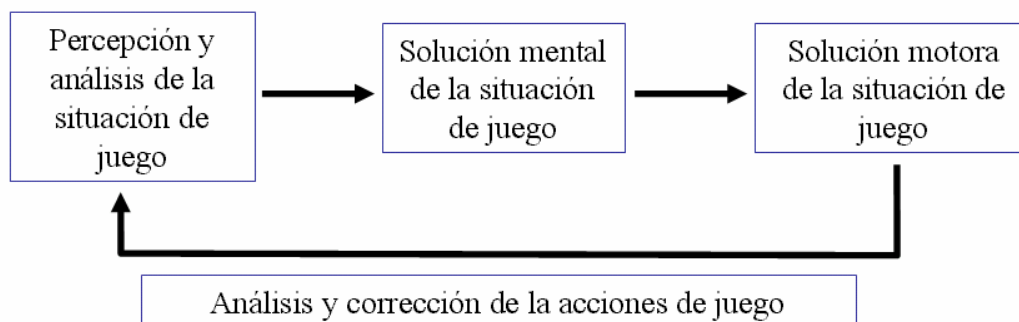 Percepción y
análisis de la
situación de
juego
Solución mental
de la situación
de juego
Solución motora
de la situación de
juego
Análisis y corrección de la acciones de juego